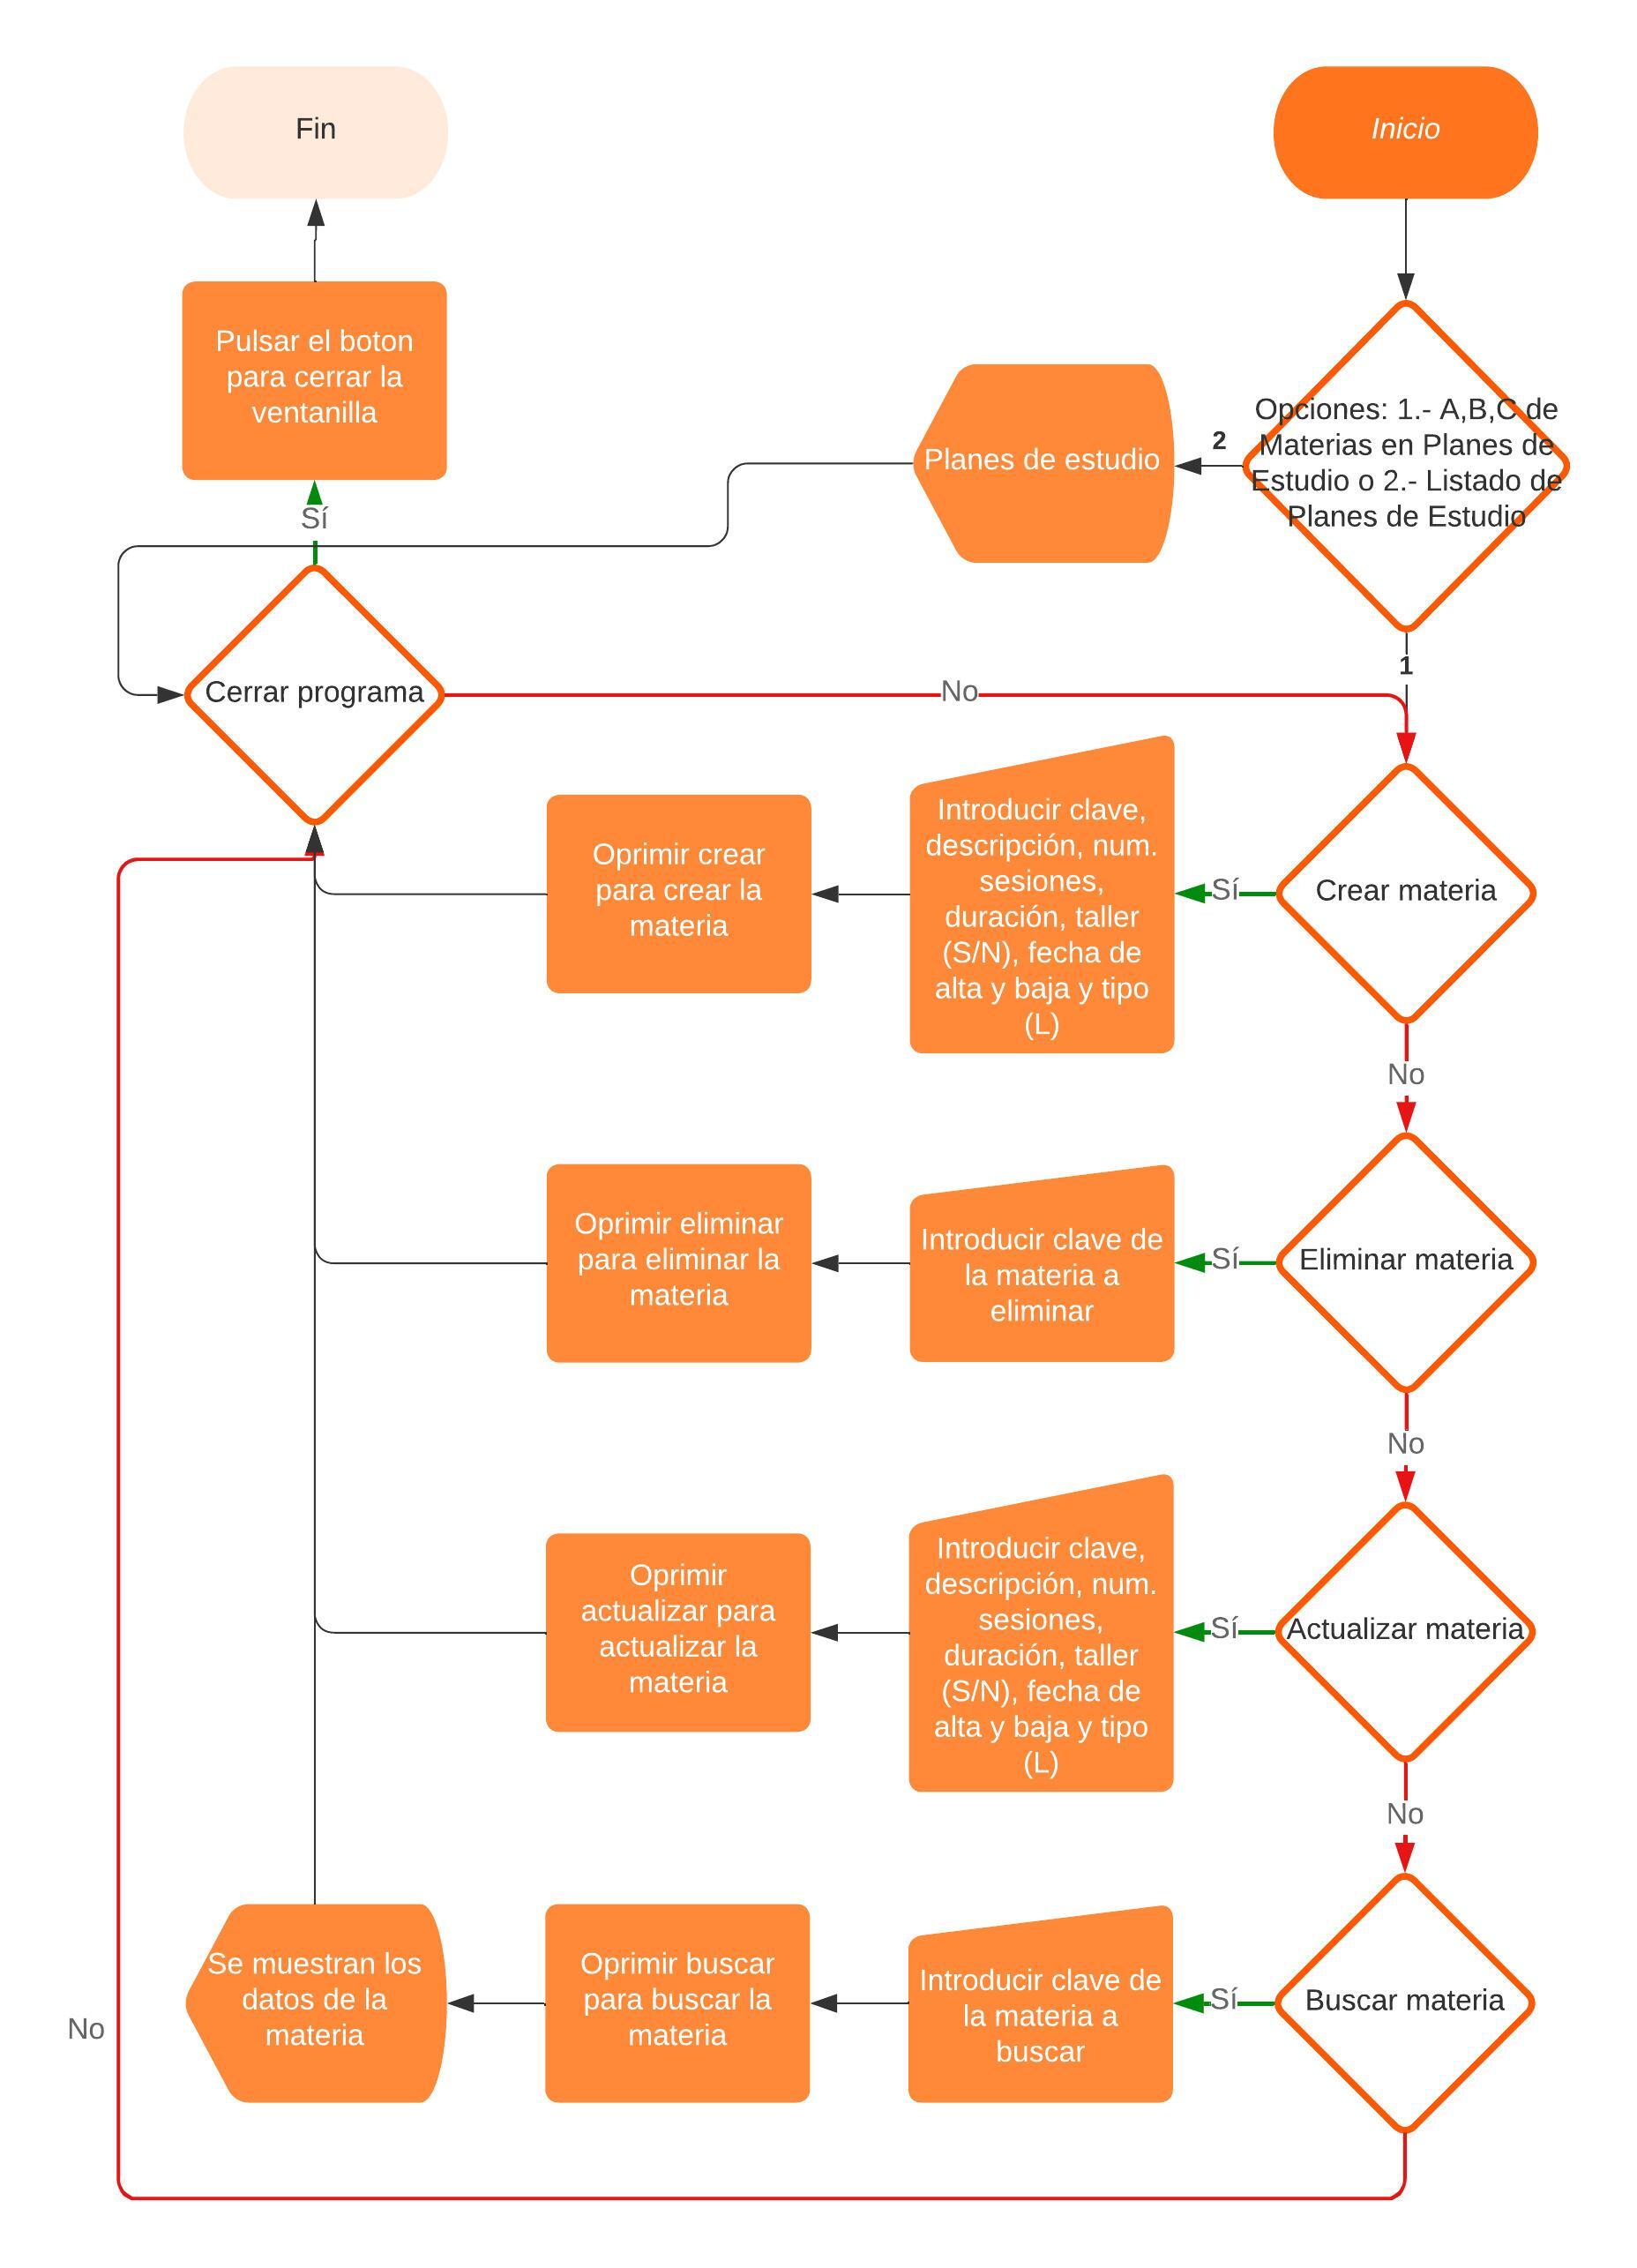 Fin
Inicio
Pulsar el boton
para cerrar la
ventanilla
Opciones: 1.- A,B,C de
Materias en Planes de
Estudio o 2.- Listado de
Planes de Estudio
2
Planes de estudio
Sí
1
Cerrar programa
No
Crear materia
Sí
Introducir clave,
descripción, num.
sesiones,
duración, taller
(S/N), fecha de
alta y baja y tipo
(L)
Oprimir crear
para crear la
materia
No
Eliminar materia
Sí
Introducir clave de
la materia a
eliminar
Oprimir eliminar
para eliminar la
materia
No
Actualizar materia
Sí
Introducir clave,
descripción, num.
sesiones,
duración, taller
(S/N), fecha de
alta y baja y tipo
(L)
Oprimir
actualizar para
actualizar la
materia
No
Buscar materia
Sí
Introducir clave de
la materia a
buscar
Oprimir buscar
para buscar la
materia
Se muestran los
datos de la
materia
No